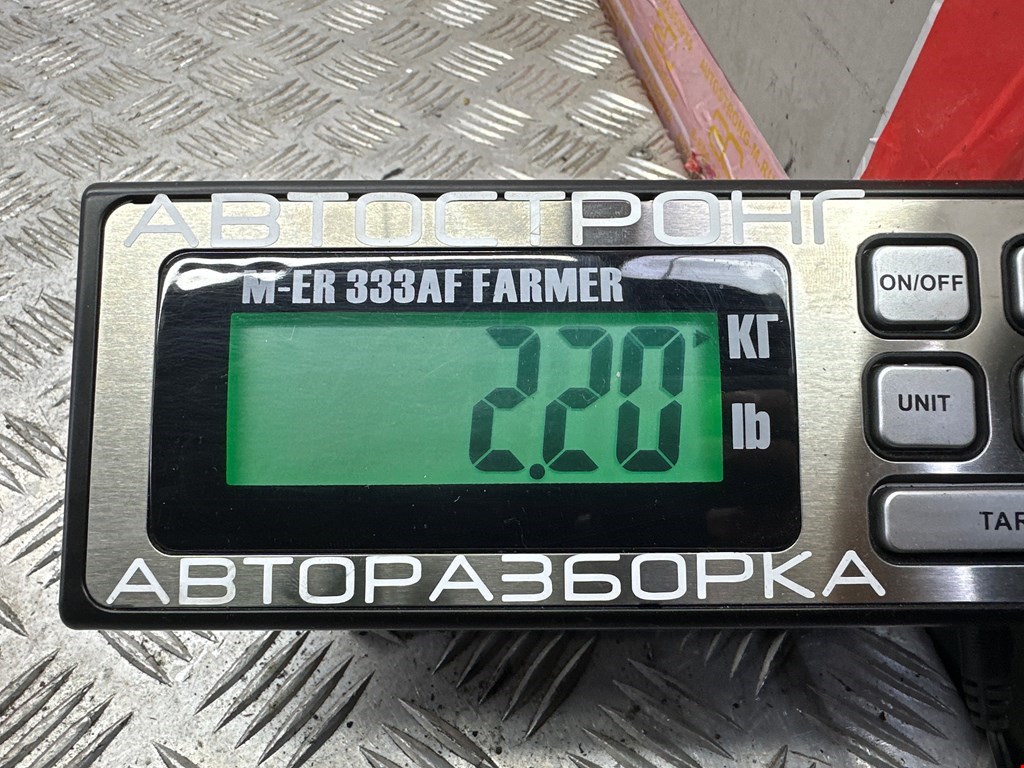 АВТОСТРОНГ
M-ER 333AF FARMER
2.20
КГ
lb
ON/OFF
UNIT
АВТОРАЗБОРКА